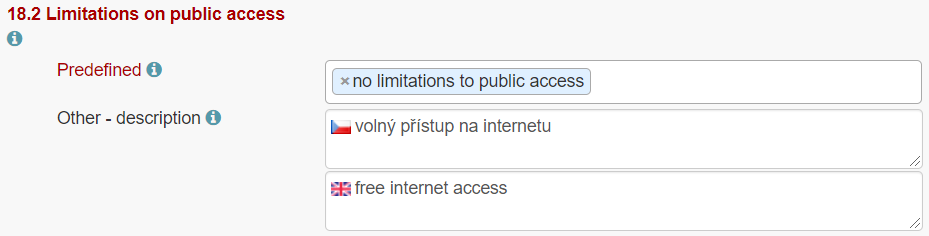 18.2 Limitations on public access
Predefined
×no limitations to public access
Other - description
volný přístup na internetu
free internet access